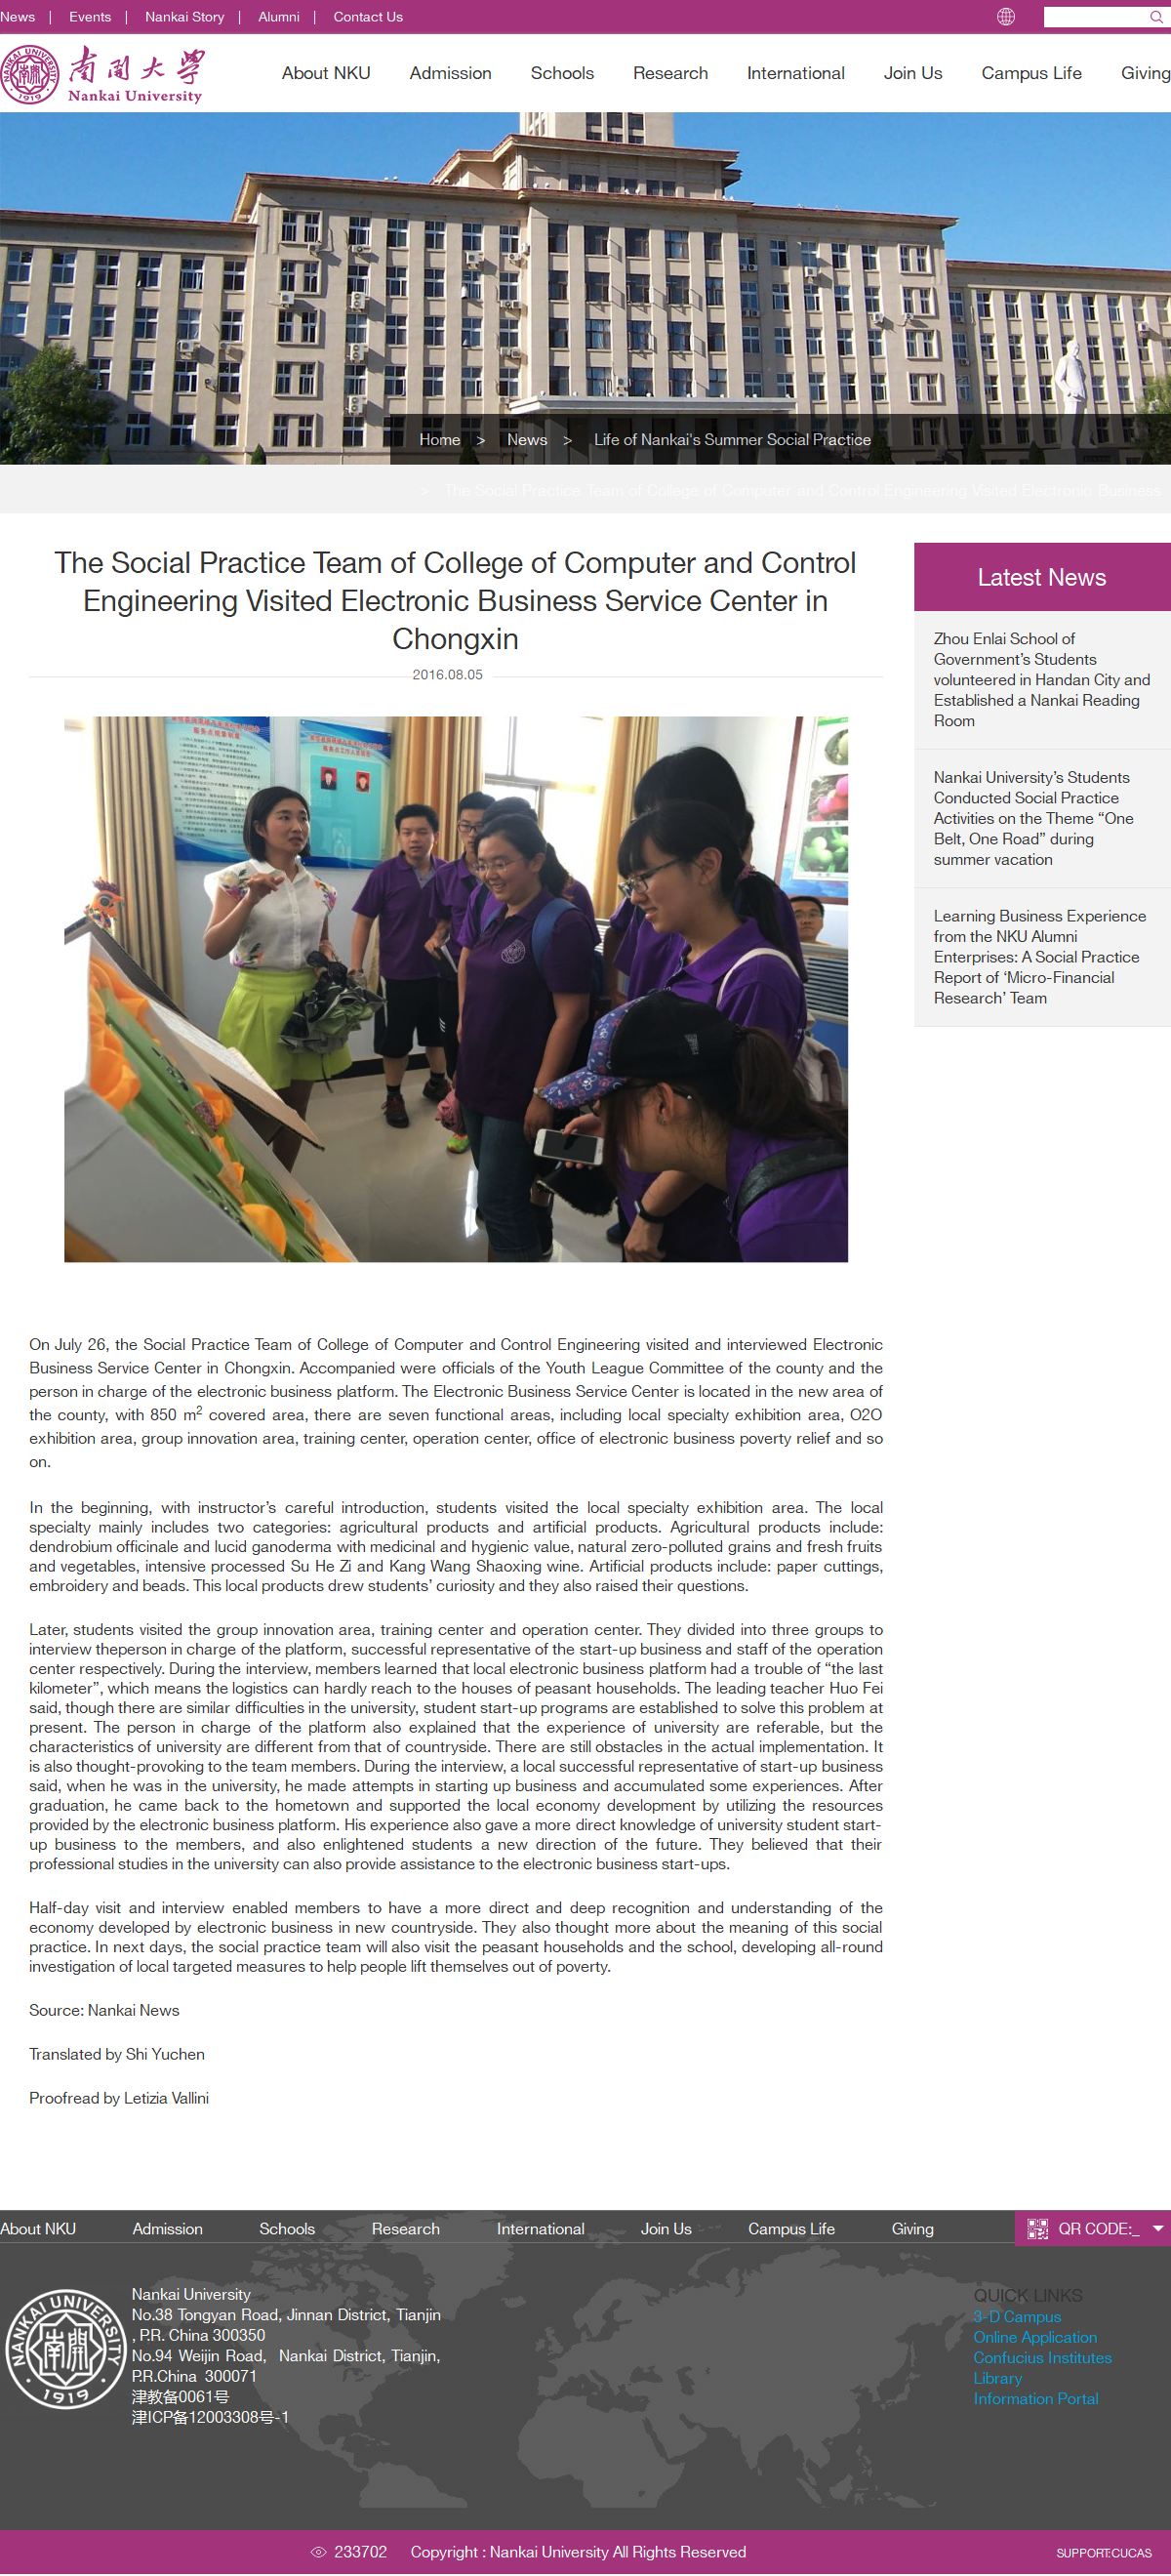 News | Events | Nankai Story | Alumni | Contact Us
NANKAI UNIVERSITY
1919
南開大學
Nankai University
About NKU Admission Schools Research International Join Us Campus Life Giving
Home > News > Life of Nankai's Summer Social Practice
> The Social Practice Team of College of Computer and Control Engineering Visited Electronic Business
The Social Practice Team of College of Computer and Control
Engineering Visited Electronic Business Service Center in
Chongxin
2016.08.05
Latest News
Zhou Enlai School of
Government’s Students
volunteered in Handan City and
Established a Nankai Reading
Room
Nankai University’s Students
Conducted Social Practice
Activities on the Theme “One
Belt, One Road” during
summer vacation
Learning Business Experience
from the NKU Alumni
Enterprises: A Social Practice
Report of ‘Micro-Financial
Research’ Team
On July 26, the Social Practice Team of College of Computer and Control Engineering visited and interviewed Electronic
Business Service Center in Chongxin. Accompanied were officials of the Youth League Committee of the county and the
person in charge of the electronic business platform. The Electronic Business Service Center is located in the new area of
the county, with 850 m² covered area, there are seven functional areas, including local specialty exhibition area, O2O
exhibition area, group innovation area, training center, operation center, office of electronic business poverty relief and so
on.
In the beginning, with instructor’s careful introduction, students visited the local specialty exhibition area. The local
specialty mainly includes two categories: agricultural products and artificial products. Agricultural products include:
dendrobium officinale and lucid ganoderma with medicinal and hygienic value, natural zero-polluted grains and fresh fruits
and vegetables, intensive processed Su He Zi and Kang Wang Shaoxing wine. Artificial products include: paper cuttings,
embroidery and beads. This local products drew students’ curiosity and they also raised their questions.
Later, students visited the group innovation area, training center and operation center. They divided into three groups to
interview theperson in charge of the platform, successful representative of the start-up business and staff of the operation
center respectively. During the interview, members learned that local electronic business platform had a trouble of “the last
kilometer”, which means the logistics can hardly reach to the houses of peasant households. The leading teacher Huo Fei
said, though there are similar difficulties in the university, student start-up programs are established to solve this problem at
present. The person in charge of the platform also explained that the experience of university are referable, but the
characteristics of university are different from that of countryside. There are still obstacles in the actual implementation. It
is also thought-provoking to the team members. During the interview, a local successful representative of start-up business
said, when he was in the university, he made attempts in starting up business and accumulated some experiences. After
graduation, he came back to the hometown and supported the local economy development by utilizing the resources
provided by the electronic business platform. His experience also gave a more direct knowledge of university student start-
up business to the members, and also enlightened students a new direction of the future. They believed that their
professional studies in the university can also provide assistance to the electronic business start-ups.
Half-day visit and interview enabled members to have a more direct and deep recognition and understanding of the
economy developed by electronic business in new countryside. They also thought more about the meaning of this social
practice. In next days, the social practice team will also visit the peasant households and the school, developing all-round
investigation of local targeted measures to help people lift themselves out of poverty.
Source: Nankai News
Translated by Shi Yuchen
Proofread by Letizia Vallini
About NKU Admission Schools Research International Join Us Campus Life Giving QR CODE:_
NANKAI UNIVERSITY
1919
Nankai University
No.38 Tongyan Road, Jinnan District, Tianjin
, P.R. China 300350
No.94 Weijin Road, Nankai District, Tianjin,
P.R.China 300071
津教备0061号
津ICP备12003308号-1
QUICK LINKS
3-D Campus
Online Application
Confucius Institutes
Library
Information Portal
233702 Copyright : Nankai University All Rights Reserved
SUPPORT:CUCAS